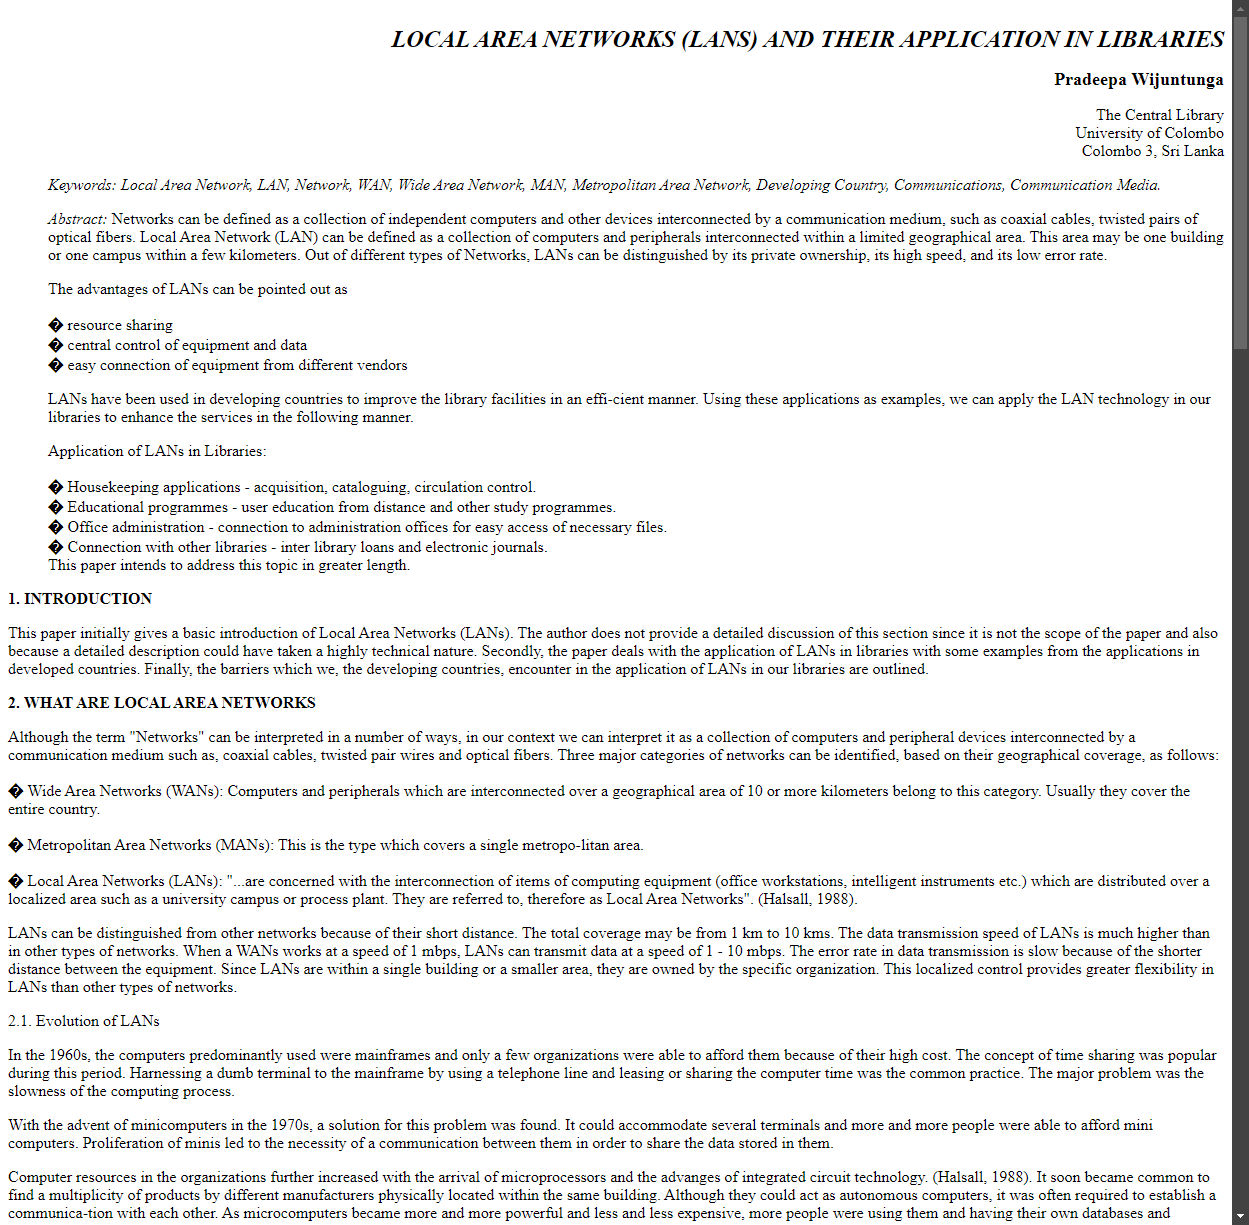 LOCAL AREA NETWORKS (LANS) AND THEIR APPLICATION IN LIBRARIES
Pradeepa Wijuntunga
The Central Library
University of Colombo
Colombo 3, Sri Lanka
Keywords: Local Area Network, LAN, Network, WAN, Wide Area Network, MAN, Metropolitan Area Network, Developing Country, Communications, Communication Media.
Abstract: Networks can be defined as a collection of independent computers and other devices interconnected by a communication medium, such as coaxial cables, twisted pairs of
optical fibers. Local Area Network (LAN) can be defined as a collection of computers and peripherals interconnected within a limited geographical area. This area may be one building
or one campus within a few kilometers. Out of different types of Networks, LANs can be distinguished by its private ownership, its high speed, and its low error rate.
The advantages of LANs can be pointed out as
� resource sharing
� central control of equipment and data
� easy connection of equipment from different vendors
LANs have been used in developing countries to improve the library facilities in an effi-cient manner. Using these applications as examples, we can apply the LAN technology in our
libraries to enhance the services in the following manner.
Application of LANs in Libraries:
� Housekeeping applications - acquisition, cataloguing, circulation control.
� Educational programmes - user education from distance and other study programmes.
� Office administration - connection to administration offices for easy access of necessary files.
� Connection with other libraries - inter library loans and electronic journals.
This paper intends to address this topic in greater length.
1. INTRODUCTION
This paper initially gives a basic introduction of Local Area Networks (LANs). The author does not provide a detailed discussion of this section since it is not the scope of the paper and also
because a detailed description could have taken a highly technical nature. Secondly, the paper deals with the application of LANs in libraries with some examples from the applications in
developed countries. Finally, the barriers which we, the developing countries, encounter in the application of LANs in our libraries are outlined.
2. WHAT ARE LOCAL AREA NETWORKS
Although the term "Networks" can be interpreted in a number of ways, in our context we can interpret it as a collection of computers and peripheral devices interconnected by a
communication medium such as, coaxial cables, twisted pair wires and optical fibers. Three major categories of networks can be identified, based on their geographical coverage, as follows:
� Wide Area Networks (WANs): Computers and peripherals which are interconnected over a geographical area of 10 or more kilometers belong to this category. Usually they cover the
entire country.
� Metropolitan Area Networks (MANs): This is the type which covers a single metropo-litan area.
� Local Area Networks (LANs): "...are concerned with the interconnection of items of computing equipment (office workstations, intelligent instruments etc.) which are distributed over a
localized area such as a university campus or process plant. They are referred to, therefore as Local Area Networks". (Halsall, 1988).
LANs can be distinguished from other networks because of their short distance. The total coverage may be from 1 km to 10 kms. The data transmission speed of LANs is much higher than
in other types of networks. When a WANs works at a speed of 1 mbps, LANs can transmit data at a speed of 1 - 10 mbps. The error rate in data transmission is slow because of the shorter
distance between the equipment. Since LANs are within a single building or a smaller area, they are owned by the specific organization. This localized control provides greater flexibility in
LANs than other types of networks.
2.1. Evolution of LANs
In the 1960s, the computers predominantly used were mainframes and only a few organizations were able to afford them because of their high cost. The concept of time sharing was popular
during this period. Harnessing a dumb terminal to the mainframe by using a telephone line and leasing or sharing the computer time was the common practice. The major problem was the
slowness of the computing process.
With the advent of minicomputers in the 1970s, a solution for this problem was found. It could accommodate several terminals and more and more people were able to afford mini
computers. Proliferation of minis led to the necessity of a communication between them in order to share the data stored in them.
Computer resources in the organizations further increased with the arrival of microprocessors and the advanges of integrated circuit technology. (Halsall, 1988). It soon became common to
find a multiplicity of products by different manufacturers physically located within the same building. Although they could act as autonomous computers, it was often required to establish a
communica-tion with each other. As microcomputers became more and more powerful and less and less expensive, more people were using them and having their own databases and